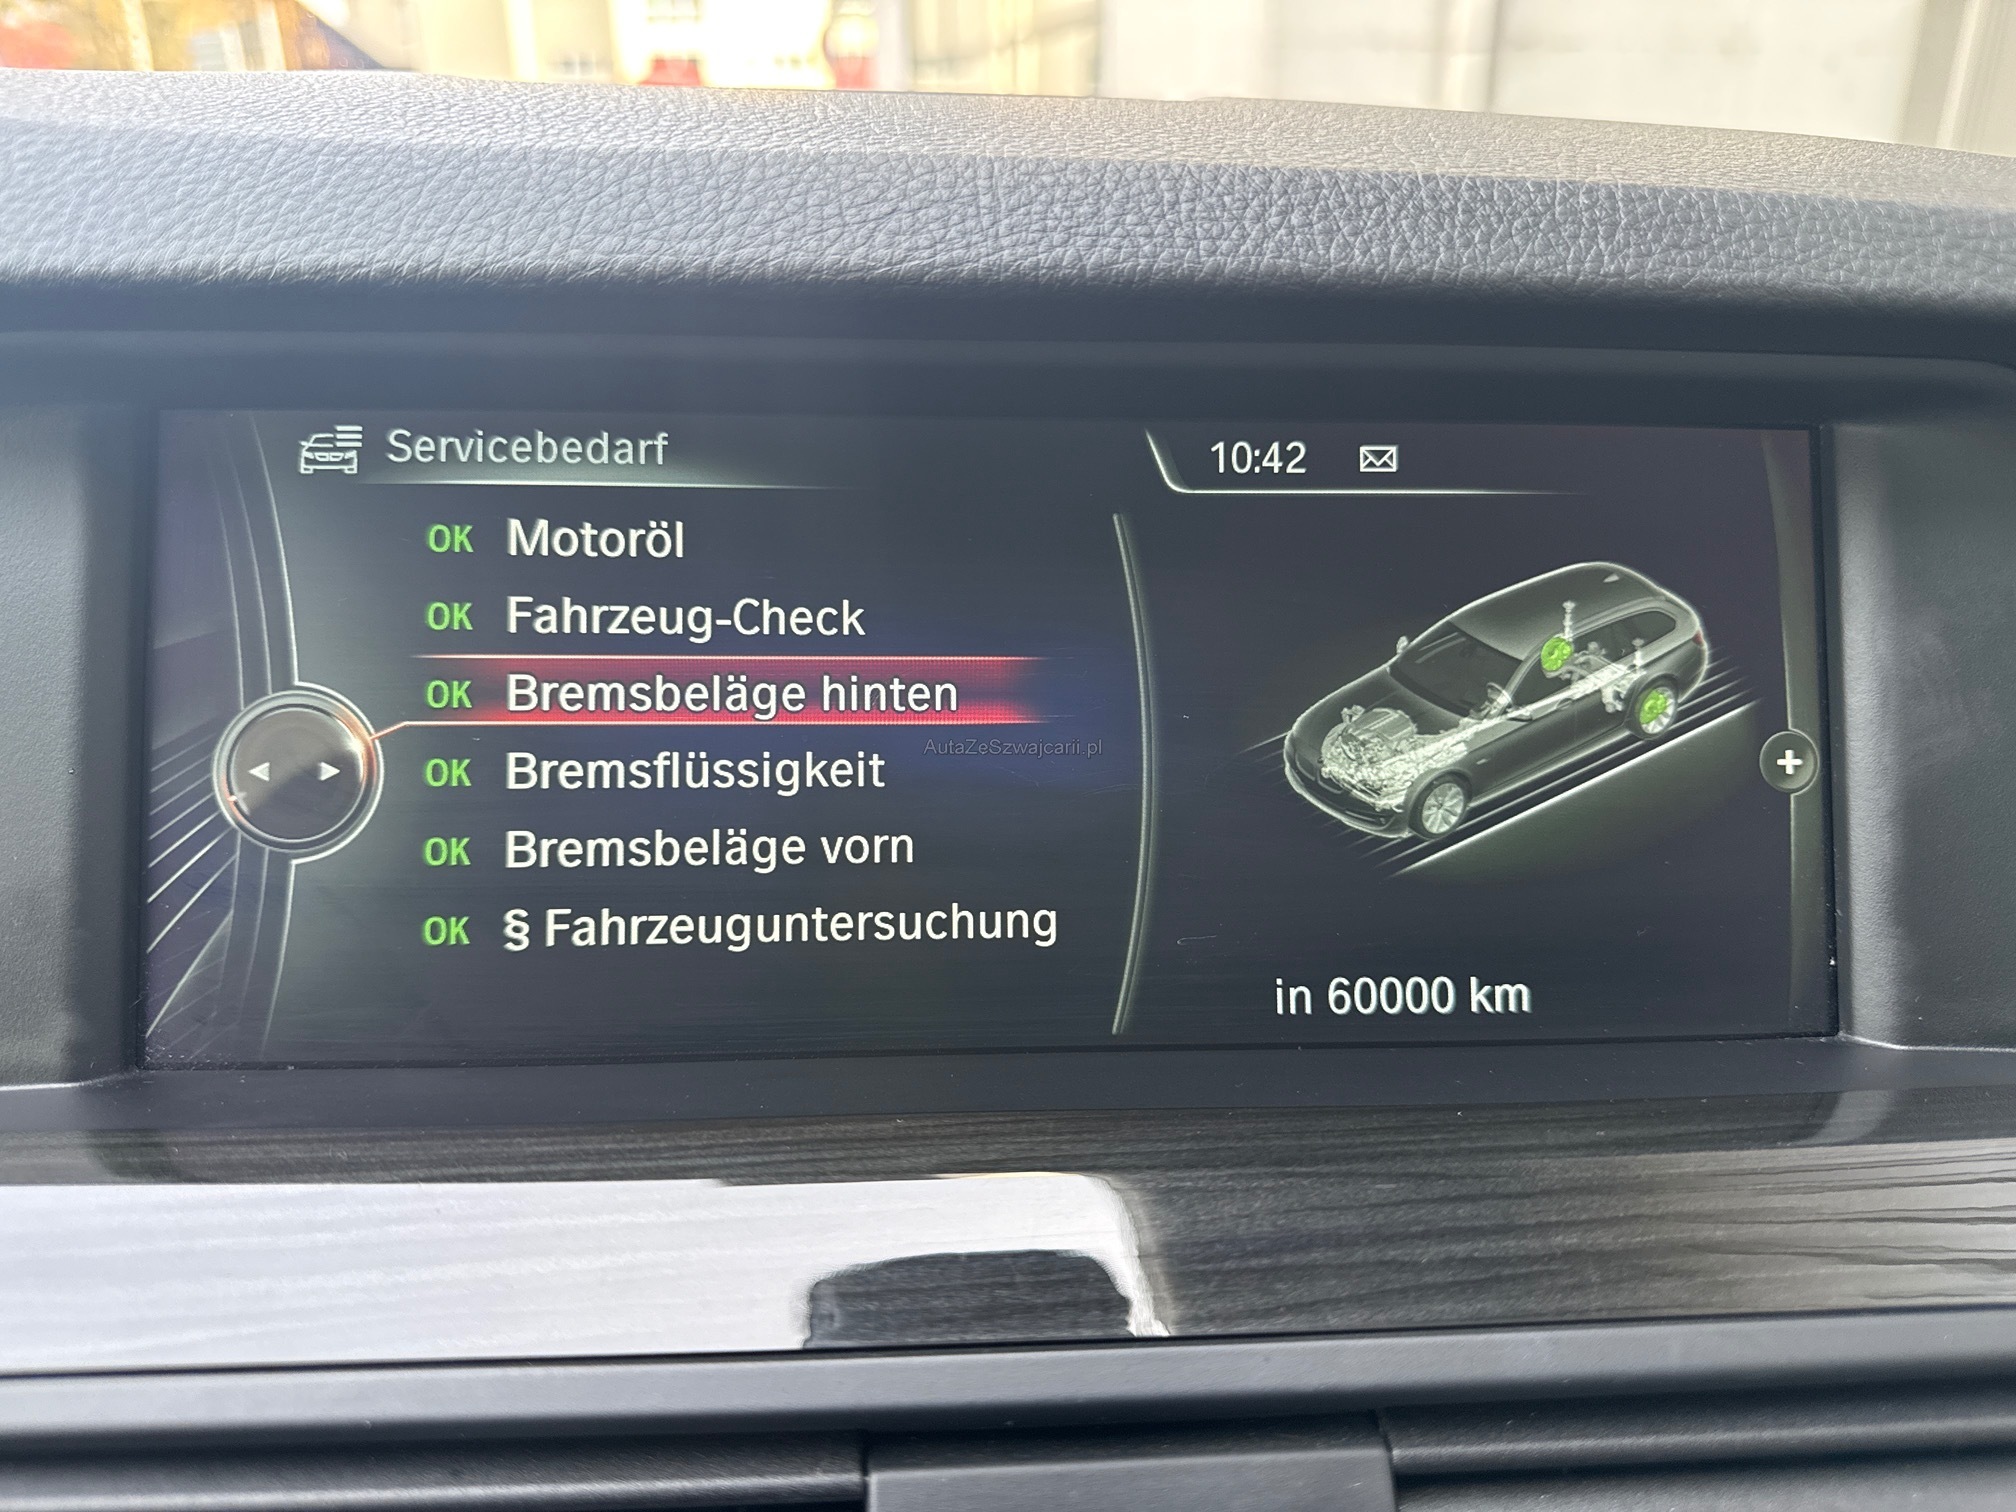 Servicebedarf
10:42
OK Motoröl
OK Fahrzeug-Check
OK Bremsbeläge hinten
AutaZeSzwajcarii.pl
OK Bremsflüssigkeit
OK Bremsbeläge vorn
OK § Fahrzeuguntersuchung
in 60000 km